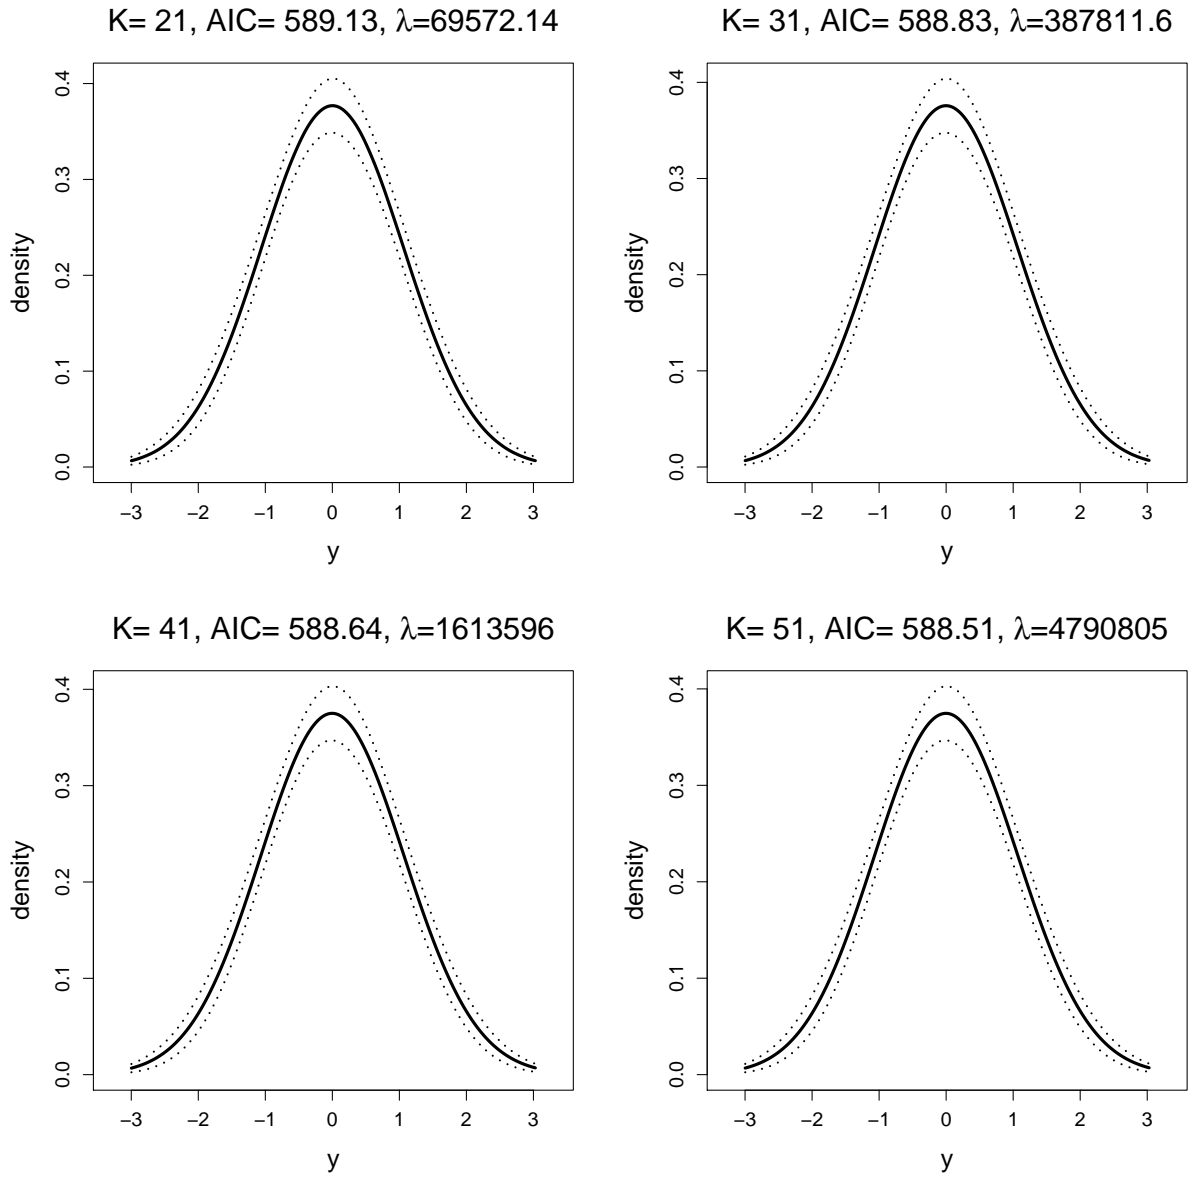 K= 21, AIC= 589.13, λ=69572.14
density
0.4
0.3
0.2
0.1
0.0
−3 −2 −1 0 1 2 3
y
K= 31, AIC= 588.83, λ=387811.6
density
0.4
0.3
0.2
0.1
0.0
−3 −2 −1 0 1 2 3
y
K= 41, AIC= 588.64, λ=1613596
density
0.4
0.3
0.2
0.1
0.0
−3 −2 −1 0 1 2 3
y
K= 51, AIC= 588.51, λ=4790805
density
0.4
0.3
0.2
0.1
0.0
−3 −2 −1 0 1 2 3
y